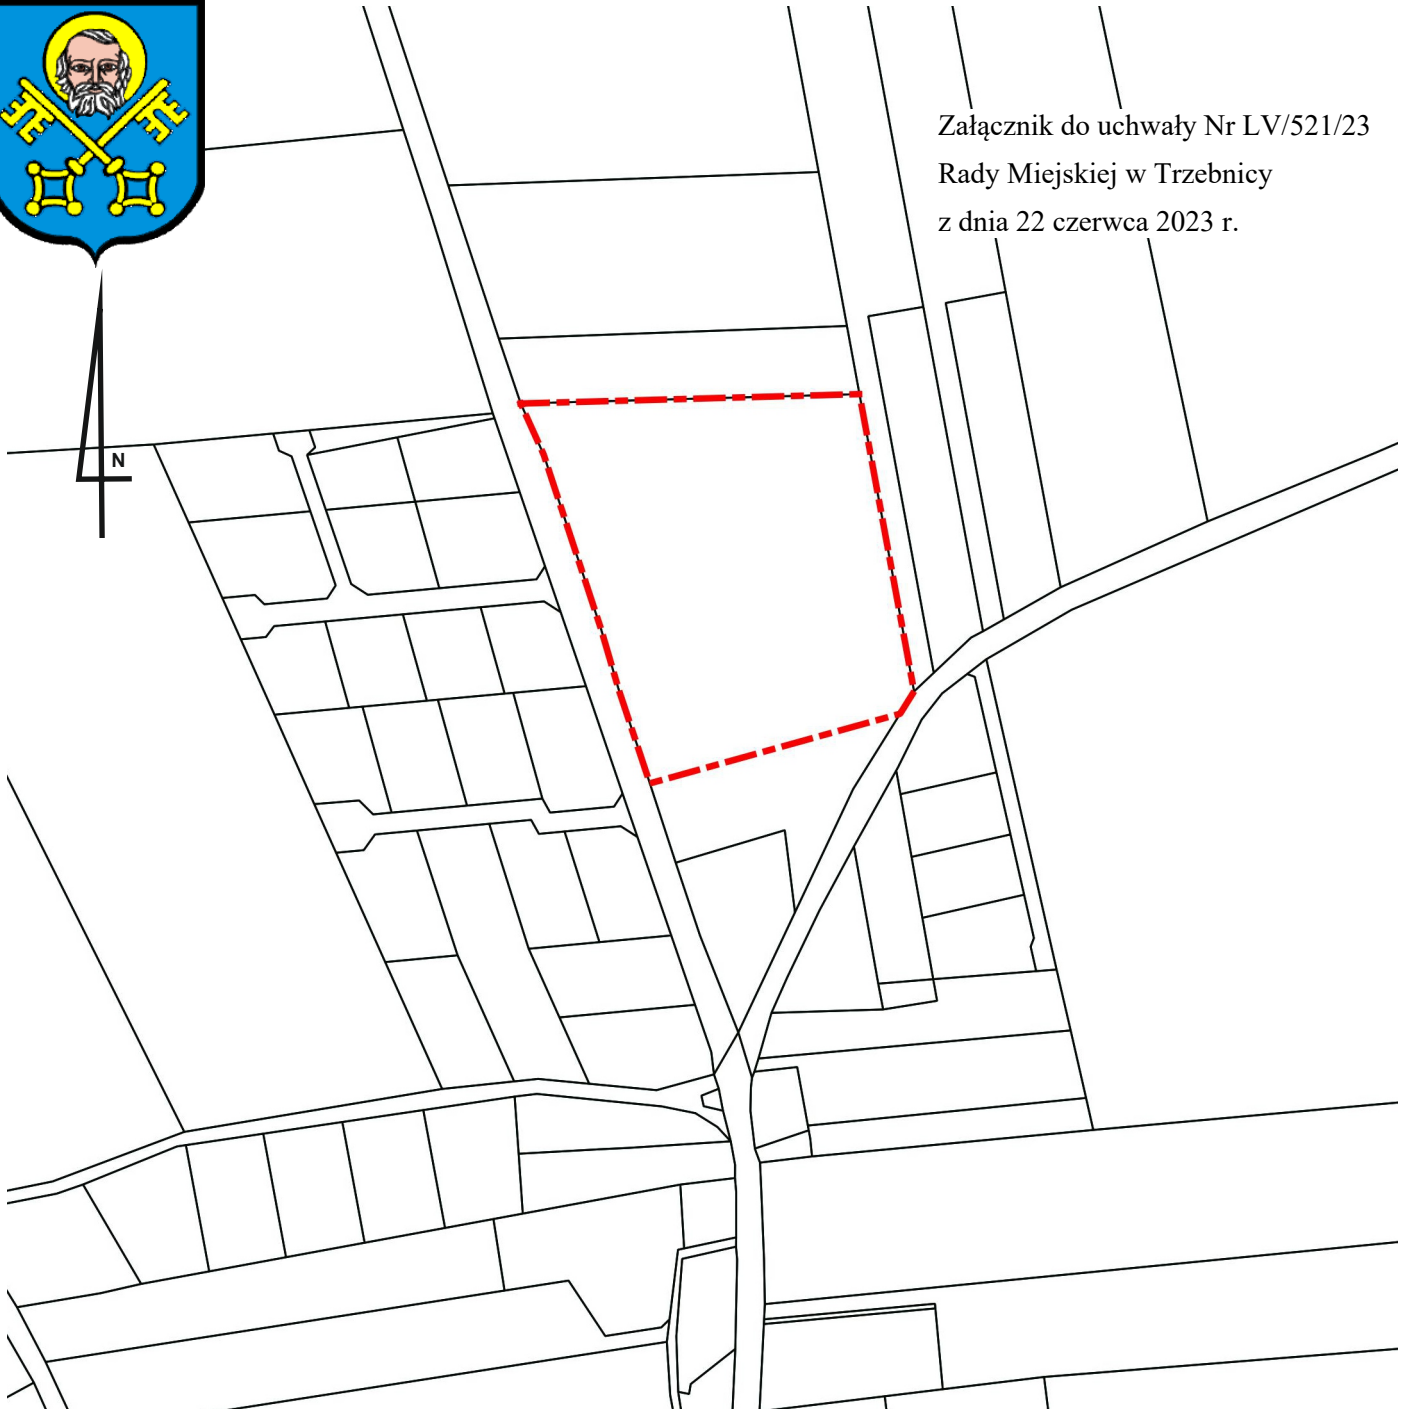 Załącznik do uchwały Nr LV/521/23
Rady Miejskiej w Trzebnicy
z dnia 22 czerwca 2023 r.
N